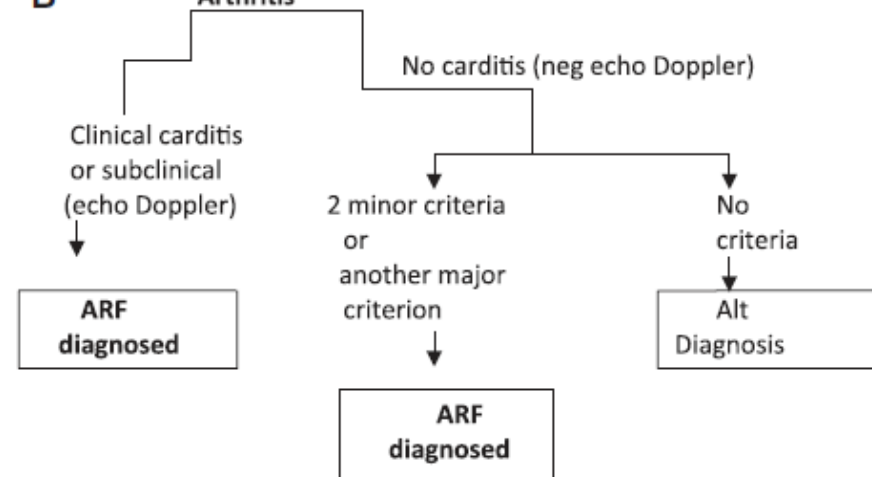 B
Arthritis
No carditis (neg echo Doppler)
Clinical carditis
or subclinical
(echo Doppler)
2 minor criteria
or
another major
criterion
No
criteria
ARF
diagnosed
Alt
Diagnosis
ARF
diagnosed